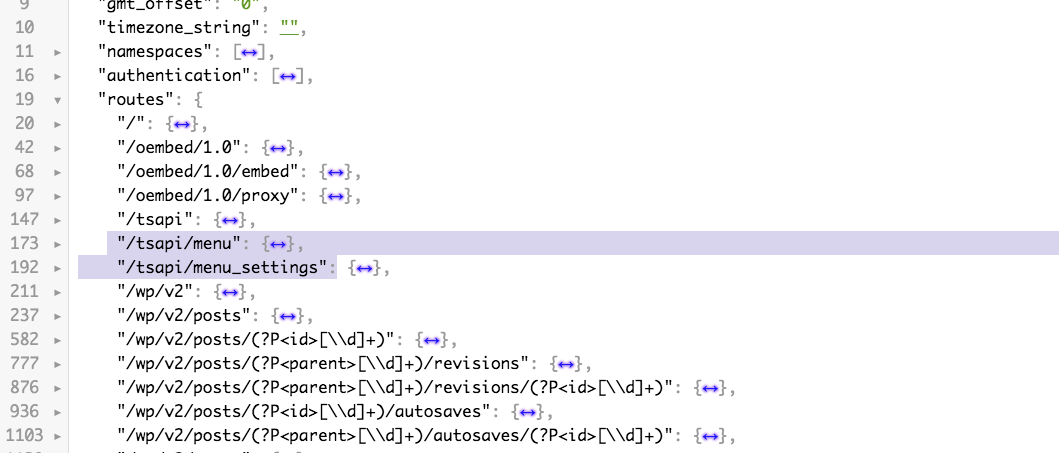 9 "gmt_offset": "0",
10 "timezone_string": "",
11 "namespaces": [↔],
16 "authentication": [↔],
19 "routes": {
20 "/": {↔},
42 "/oembed/1.0": {↔},
68 "/oembed/1.0/embed": {↔},
97 "/oembed/1.0/proxy": {↔},
147 "/tsapi": {↔},
173 "/tsapi/menu": {↔},
192 "/tsapi/menu_settings": {↔},
211 "/wp/v2": {↔},
237 "/wp/v2/posts": {↔},
582 "/wp/v2/posts/(?P<id>[\\d]+)": {↔},
777 "/wp/v2/posts/(?P<parent>[\\d]+)/revisions": {↔},
876 "/wp/v2/posts/(?P<parent>[\\d]+)/revisions/(?P<id>[\\d]+)": {↔},
936 "/wp/v2/posts/(?P<id>[\\d]+)/autosaves": {↔},
1103 "/wp/v2/posts/(?P<parent>[\\d]+)/autosaves/(?P<id>[\\d]+)": {↔},